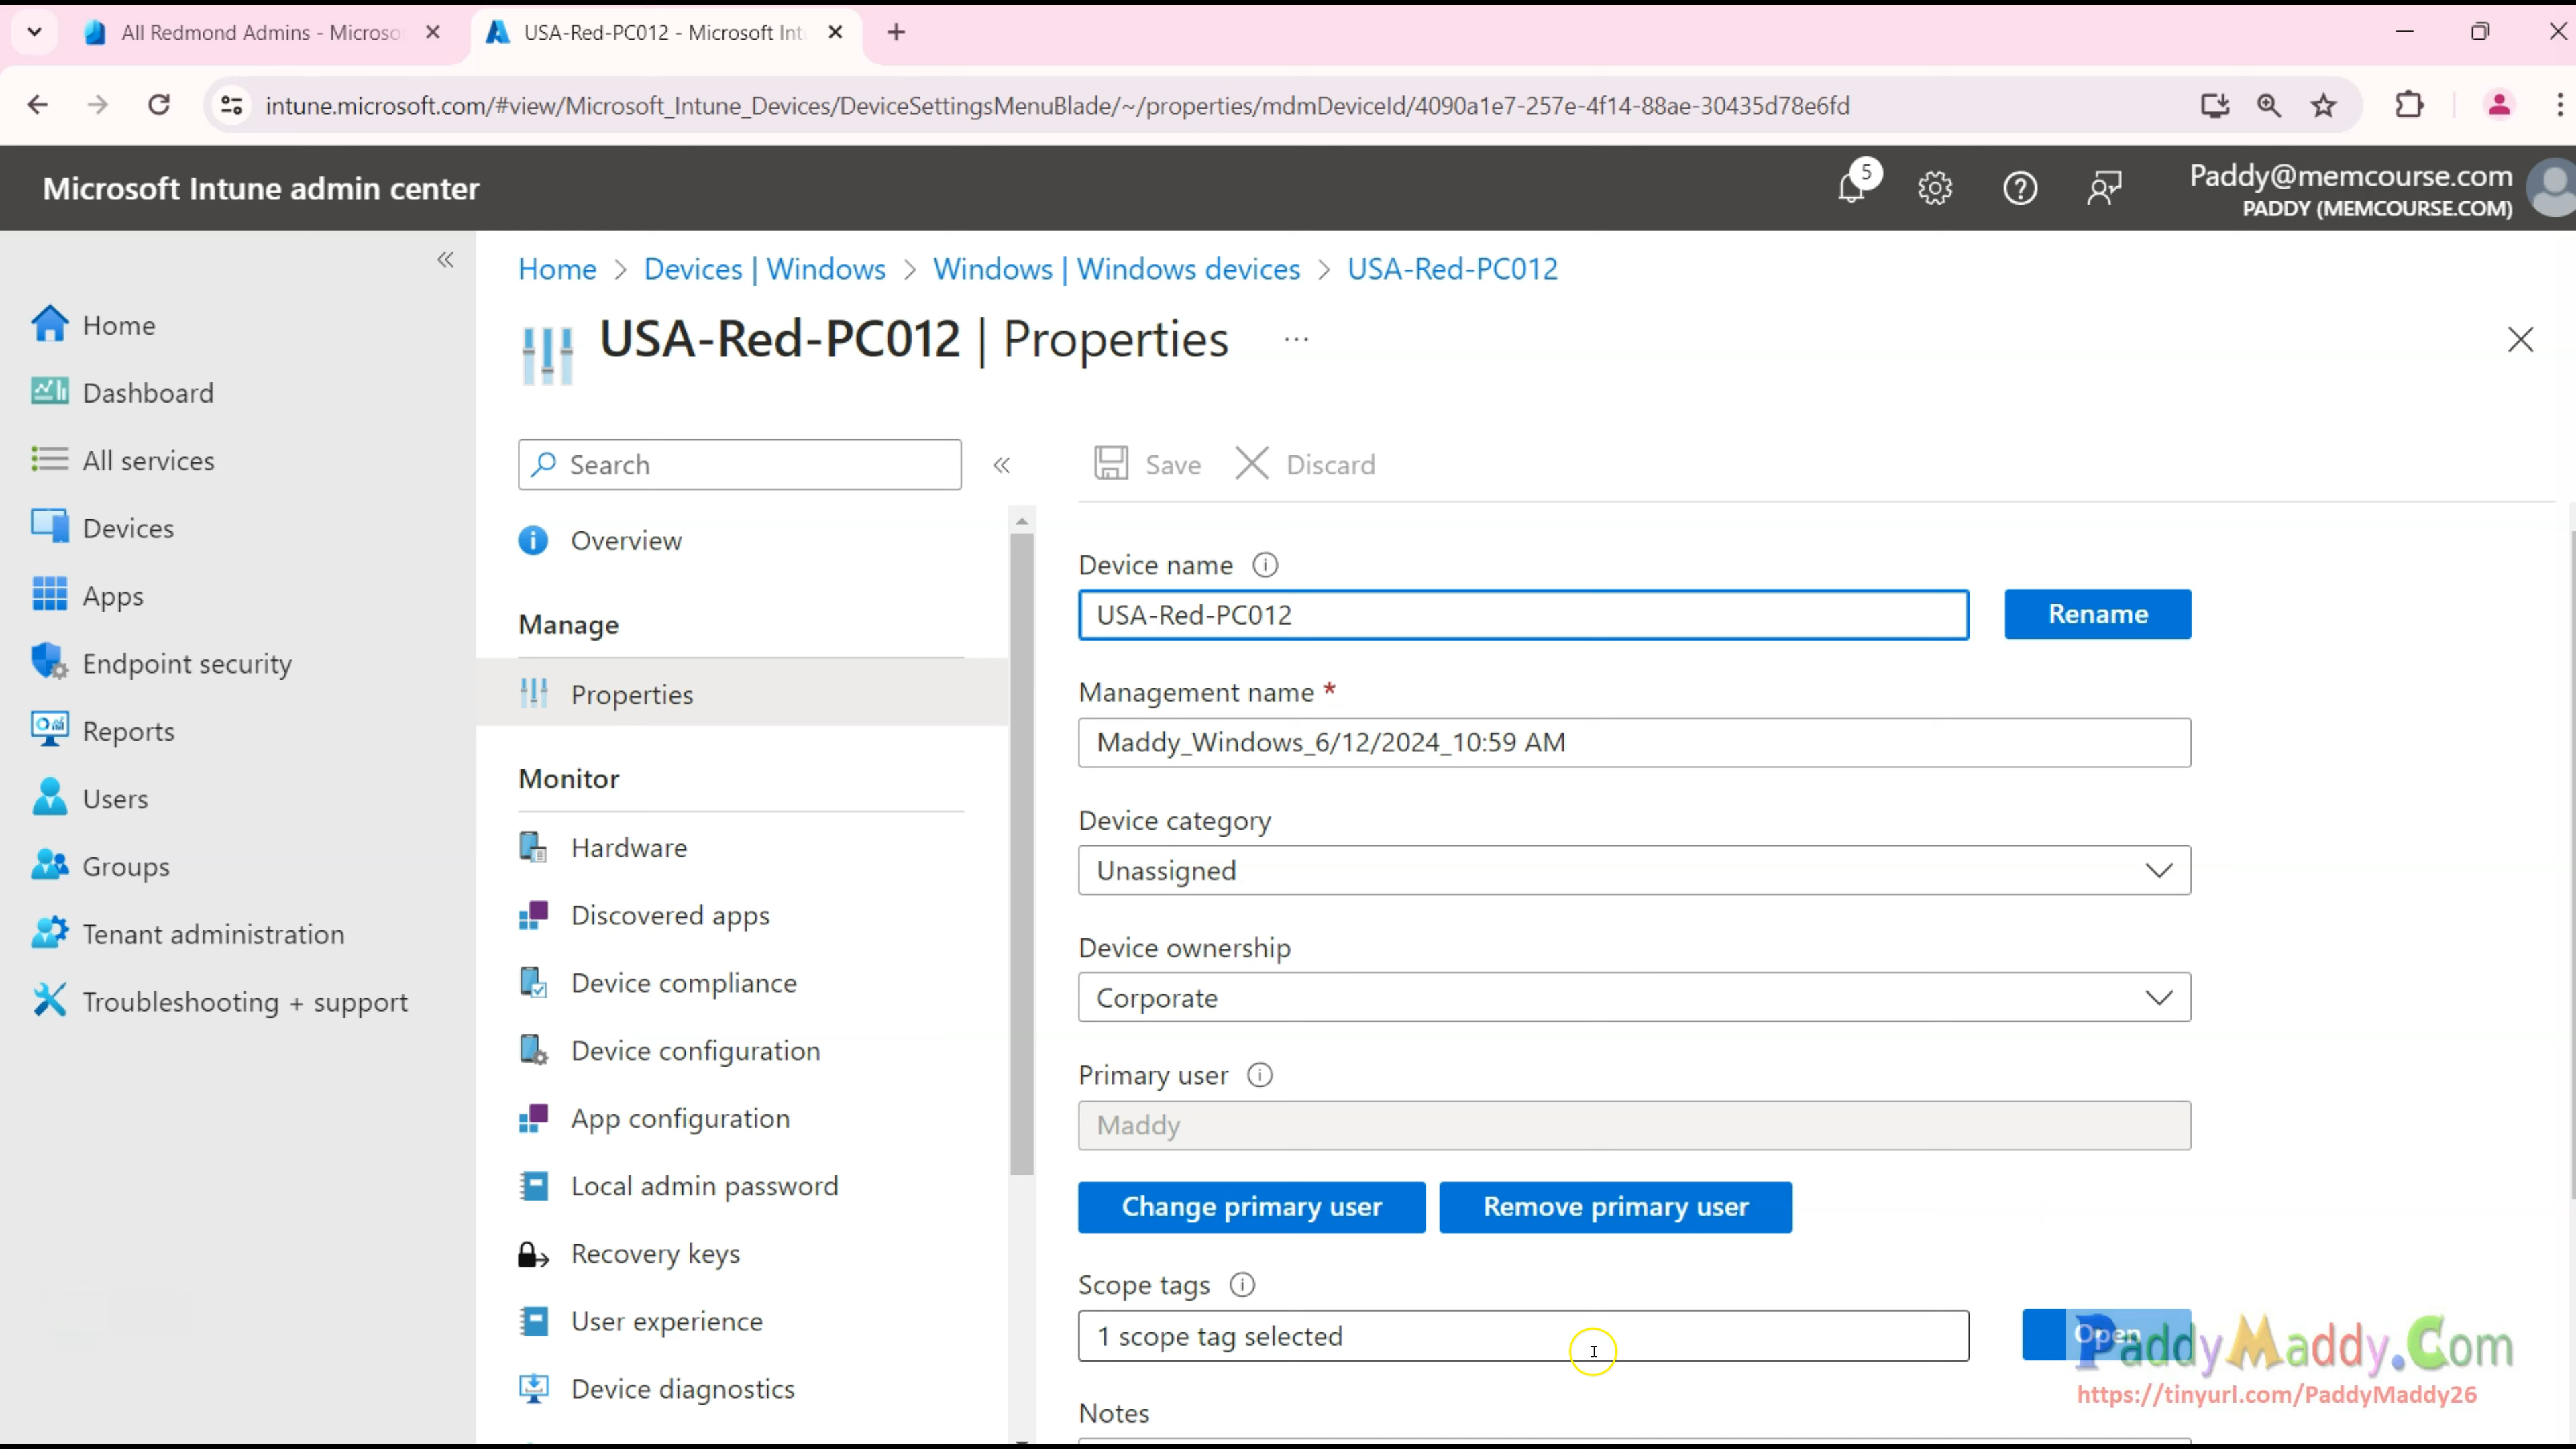 All Redmond Admins - Microso
USA-Red-PC012 - Microsoft Int
intune.microsoft.com/#view/Microsoft_Intune_Devices/DeviceSettingsMenuBlade/~/properties/mdmDeviceId/4090a1e7-257e-4f14-88ae-30435d78e6fd
Microsoft Intune admin center
5
Paddy@memcourse.com
PADDY (MEMCOURSE.COM)
Home
Dashboard
All services
Devices
Apps
Endpoint security
Reports
Users
Groups
Tenant administration
Troubleshooting + support
Home > Devices | Windows > Windows | Windows devices > USA-Red-PC012
USA-Red-PC012 | Properties ...
Search
Overview
Manage
Properties
Monitor
Hardware
Discovered apps
Device compliance
Device configuration
App configuration
Local admin password
Recovery keys
User experience
Device diagnostics
Save Discard
Device name
USA-Red-PC012
Rename
Management name *
Maddy_Windows_6/12/2024_10:59 AM
Device category
Unassigned
Device ownership
Corporate
Primary user
Maddy
Change primary user Remove primary user
Scope tags
1 scope tag selected
Open
Notes
PaddyMaddy.Com
https://tinyurl.com/PaddyMaddy26